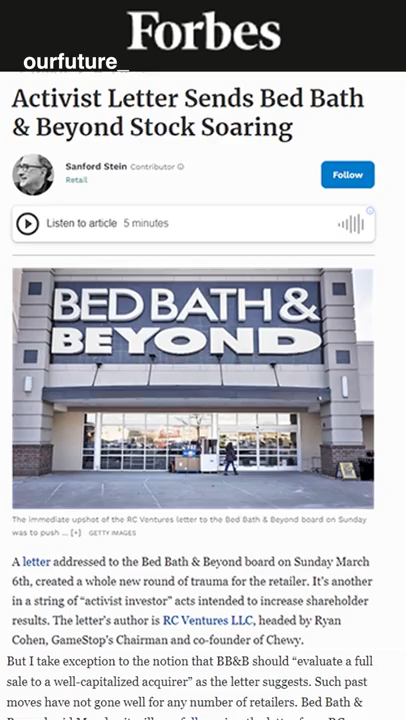 Forbes
ourfuture_
Activist Letter Sends Bed Bath
& Beyond Stock Soaring
Sanford Stein Contributor
Retail
Follow
Listen to article 5 minutes
BED BATH &
BEYOND
The immediate upshot of the RC Ventures letter to the Bed Bath & Beyond board on Sunday
was to push ... [+] GETTY IMAGES
A letter addressed to the Bed Bath & Beyond board on Sunday March
6th, created a whole new round of trauma for the retailer. It's another
in a string of “activist investor” acts intended to increase shareholder
results. The letter's author is RC Ventures LLC, headed by Ryan
Cohen, GameStop's Chairman and co-founder of Chewy.
But I take exception to the notion that BB&B should “evaluate a full
sale to a well-capitalized acquirer” as the letter suggests. Such past
moves have not gone well for any number of retailers. Bed Bath &